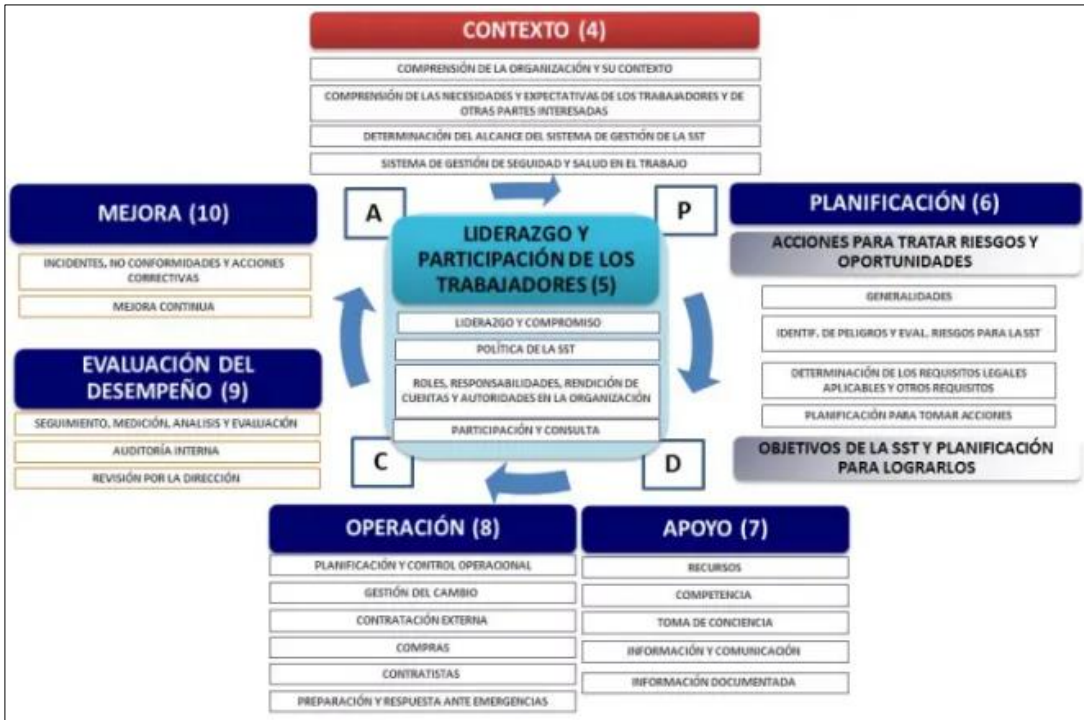 CONTEXTO (4)
COMPRENSIÓN DE LA ORGANIZACIÓN Y SU CONTEXTO
COMPRENSIÓN DE LAS NECESIDADES Y EXPECTATIVAS DE LOS TRABAJADORES Y DE
OTRAS PARTES INTERESADAS
DETERMINACIÓN DEL ALCANCE DEL SISTEMA DE GESTIÓN DE LA SST
SISTEMA DE GESTIÓN DE SEGUIDAD Y SALUD EN EL TRABAJO
MEJORA (10)
INCIDENTES, NO CONFORMIDADES Y ACCIONES
CORRECTIVAS
MEJORA CONTINUA
EVALUACIÓN DEL
DESEMPEÑO (9)
SEGUIMIENTO, MEDICIÓN, ANALISIS Y EVALUACIÓN
AUDITORÍA INTERNA
REVISIÓN POR LA DIRECCIÓN
A
P
LIDERAZGO Y
PARTICIPACIÓN DE LOS
TRABAJADORES (5)
LIDERAZGO Y COMPROMISO
POLÍTICA DE LA SST
ROLES, RESPONSABILIDADES, RENDICIÓN DE
CUENTAS Y AUTORIDADES EN LA ORGANIZACIÓN
PARTICIPACIÓN Y CONSULTA
C
D
PLANIFICACIÓN (6)
ACCIONES PARA TRATAR RIESGOS Y
OPORTUNIDADES
GENERALIDADES
IDENTIF. DE PELIGROS Y EVAL. RIESGOS PARA LA SST
DETERMINACIÓN DE LOS REQUISITOS LEGALES
APLICABLES Y OTROS REQUISITOS
PLANIFICACIÓN PARA TOMAR ACCIONES
OBJETIVOS DE LA SST Y PLANIFICACIÓN
PARA LOGRARLOS
OPERACIÓN (8)
PLANIFICACIÓN Y CONTROL OPERACIONAL
GESTIÓN DEL CAMBIO
CONTRATACIÓN EXTERNA
COMPRAS
CONTRATISTAS
PREPARACIÓN Y RESPUESTA ANTE EMERGENCIAS
APOYO (7)
RECURSOS
COMPETENCIA
TOMA DE CONCIENCIA
INFORMACIÓN Y COMUNICACIÓN
INFORMACIÓN DOCUMENTADA